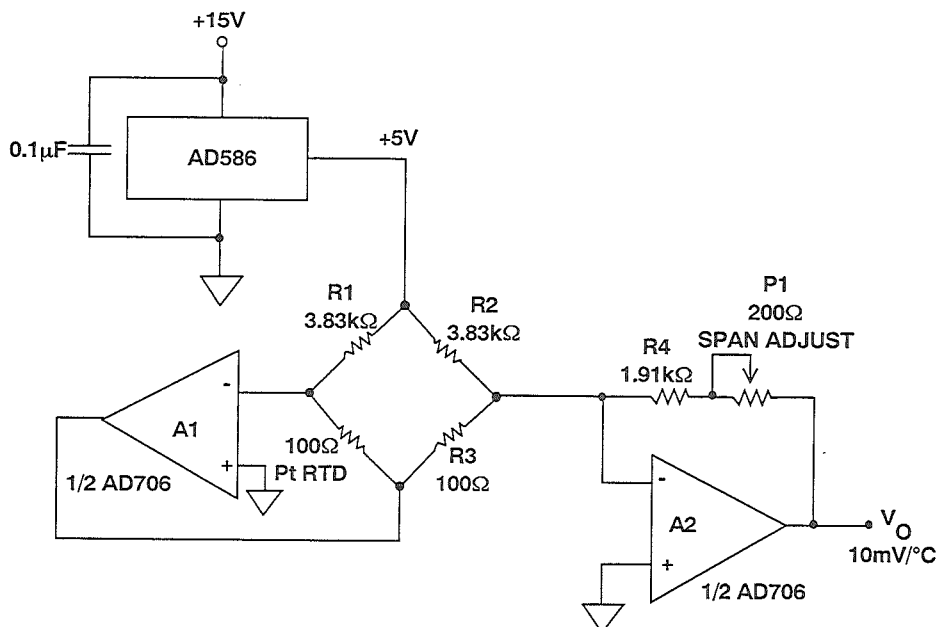 +15V
0.1µF
AD586
+5V
R1
3.83kΩ
R2
3.83kΩ
P1
200Ω
SPAN ADJUST
R4
1.91kΩ
-
A1
+
1/2 AD706
100Ω
Pt RTD
R3
100Ω
-
A2
+
1/2 AD706
VO
10mV/°C